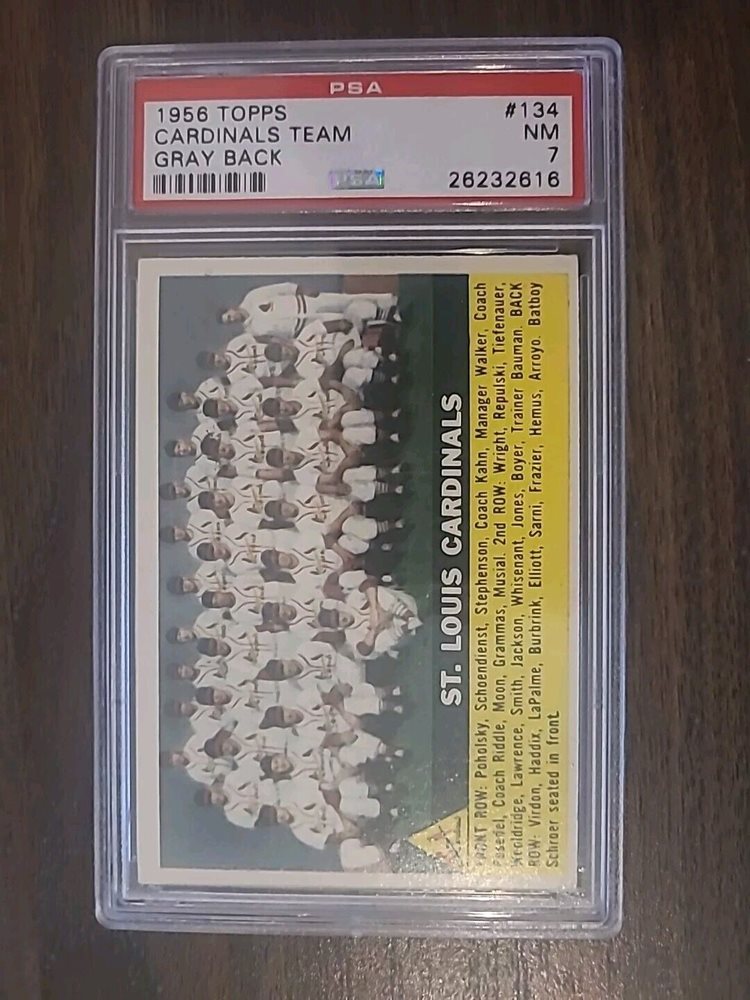 PSA
1956 TOPPS #134
CARDINALS TEAM NM
GRAY BACK 7
PSA
26232616
ST. LOUIS CARDINALS
FRONT ROW: Poholsky, Schoendienst, Stephenson, Coach Kahn, Manager Walker, Coach
Posedel, Coach Riddle, Moon, Grammas, Musial. 2nd ROW: Wright, Repulski, Tiefenauer,
Wooldridge, Lawrence, Smith, Jackson, Whisenant, Jones, Boyer, Trainer Bauman. BACK
ROW: Virdon, Haddix, LaPalme, Burbrink, Elliott, Sarni, Frazier, Hemus, Arroyo. Batboy
Schroer seated in front.